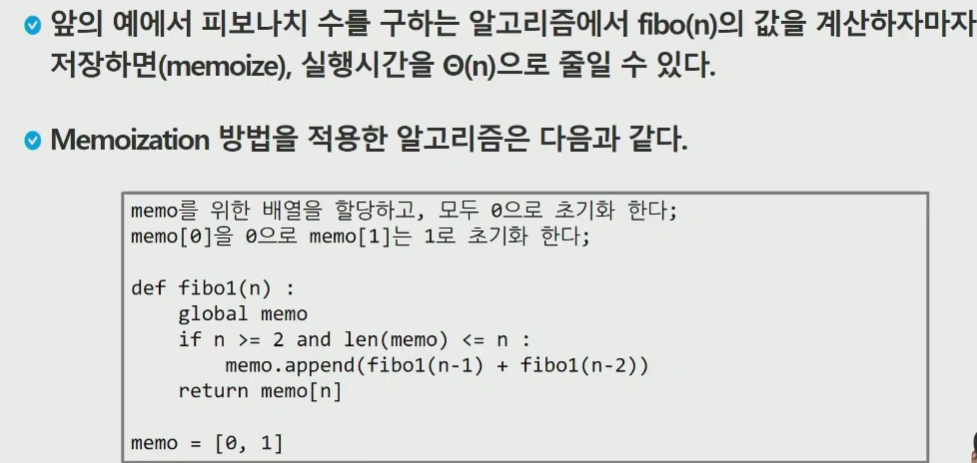 앞의 예에서 피보나치 수를 구하는 알고리즘에서 fibo(n)의 값을 계산하자마자
저장하면(memoize), 실행시간을 Θ(n)으로 줄일 수 있다.
Memoization 방법을 적용한 알고리즘은 다음과 같다.
memo를 위한 배열을 할당하고, 모두 0으로 초기화 한다;
memo[0]을 0으로 memo[1]는 1로 초기화 한다;
def fibo1(n) :
    global memo
    if n >= 2 and len(memo) <= n :
        memo.append(fibo1(n-1) + fibo1(n-2))
    return memo[n]
memo = [0, 1]